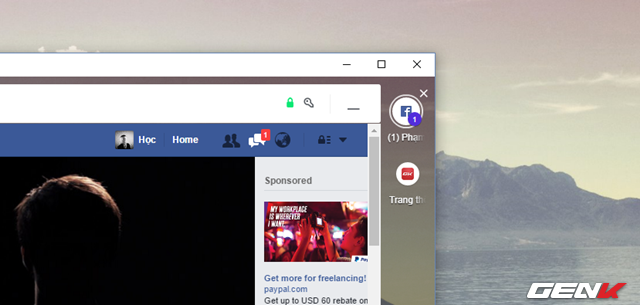 Học
Home
1
1
(1) Phạm
Sponsored
MY WORKPLACE
IS WHEREVER
I WANT.
Trang th
Get more for freelancing!
paypal.com
Get up to USD 60 rebate on
GENK